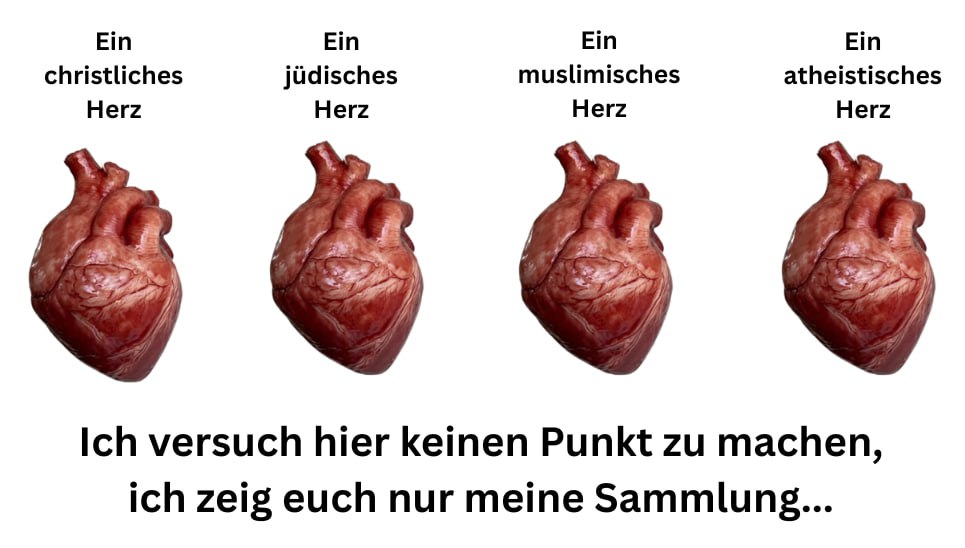 Ein
christliches
Herz
Ein
jüdisches
Herz
Ein
muslimisches
Herz
Ein
atheistisches
Herz
Ich versuch hier keinen Punkt zu machen,
ich zeig euch nur meine Sammlung...